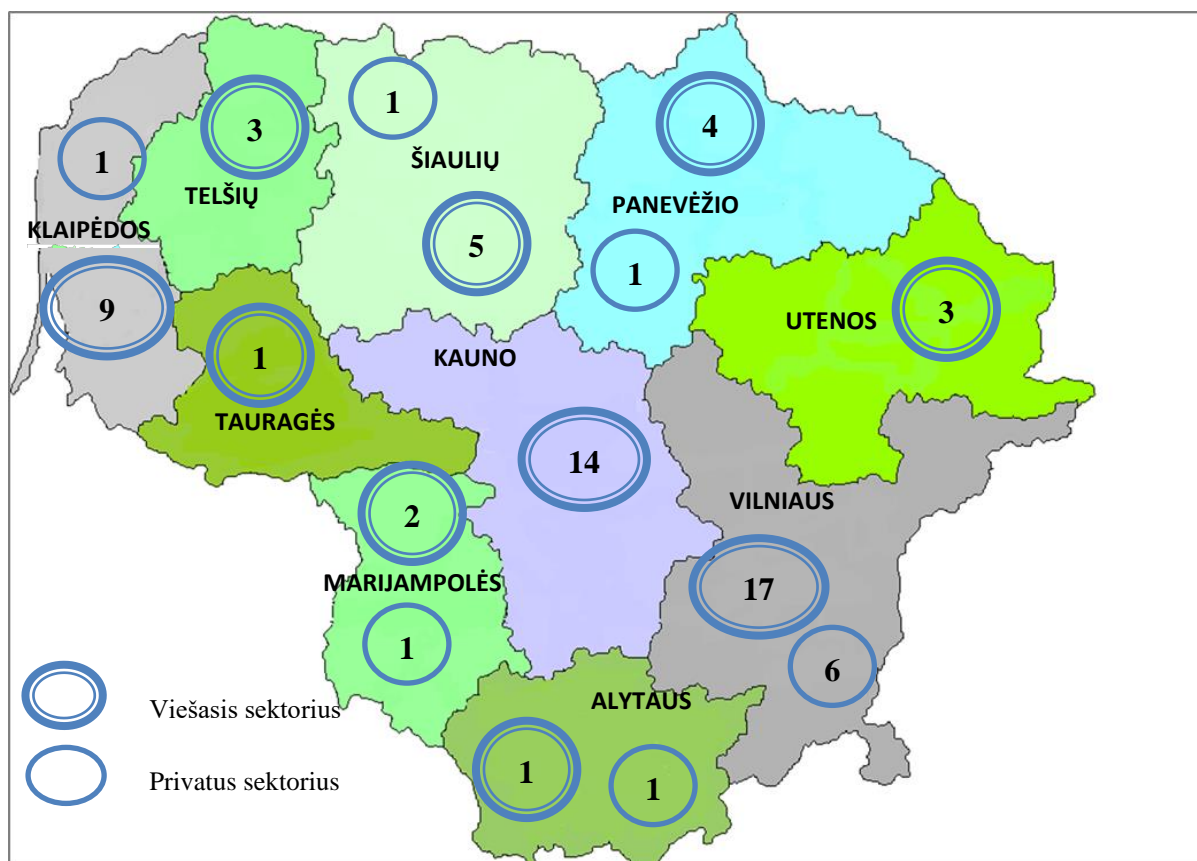 1
3
4
1
ŠIAULIŲ
TELŠIŲ
PANEVĖŽIO
KLAIPĖDOS
5
1
9
UTENOS
3
1
KAUNO
TAURAGĖS
14
2
VILNIAUS
MARIJAMPOLĖS
17
1
6
ALYTAUS
Viešasis sektorius
1
1
Privatus sektorius